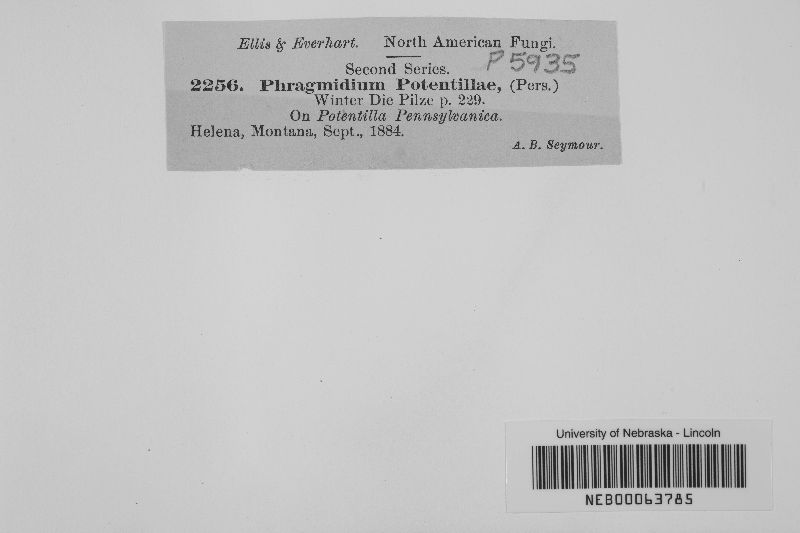 Ellis & Everhart. North American Fungi.
Second Series.
P5935
2256. Phragmidium Potentillae, (Pers.)
Winter Die Pilze p. 229.
On Potentilla Pennsylvanica.
Helena, Montana, Sept., 1884.
A. B. Seymour.
University of Nebraska - Lincoln
NEB00063785